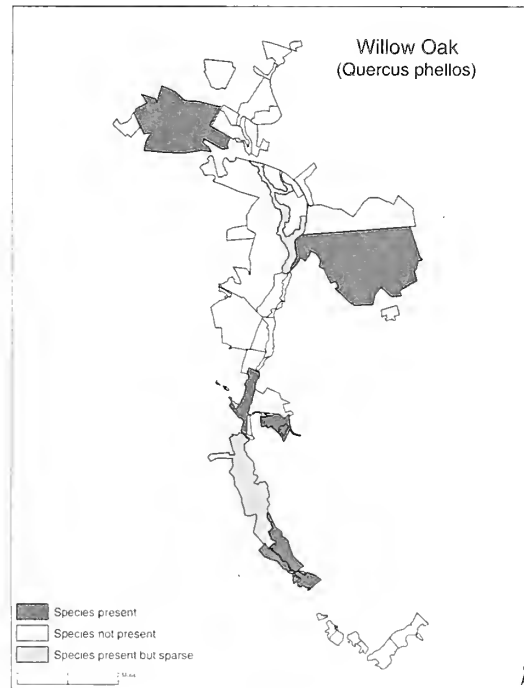 Willow Oak
(Quercus phellos)
Species present
Species not present
Species present but sparse